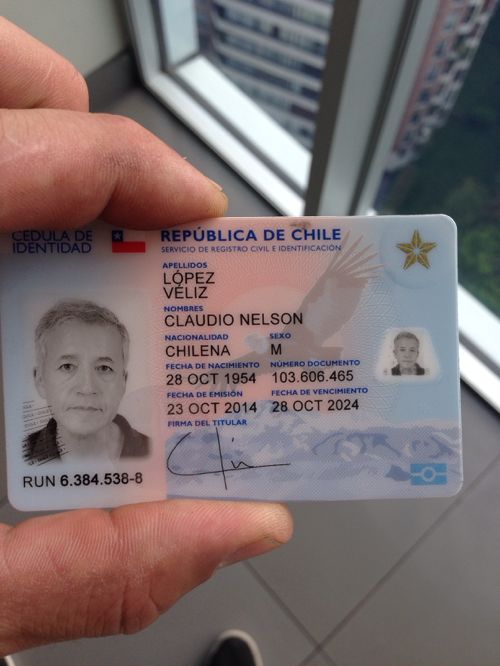 CÉDULA DE
IDENTIDAD
REPÚBLICA DE CHILE
SERVICIO DE REGISTRO CIVIL E IDENTIFICACIÓN
APELLIDOS
LÓPEZ
VÉLIZ
NOMBRES
CLAUDIO NELSON
NACIONALIDAD SEXO
CHILENA M
FECHA DE NACIMIENTO NÚMERO DOCUMENTO
28 OCT 1954 103.606.465
FECHA DE EMISIÓN FECHA DE VENCIMIENTO
23 OCT 2014 28 OCT 2024
FIRMA DEL TITULAR
RUN 6.384.538-8